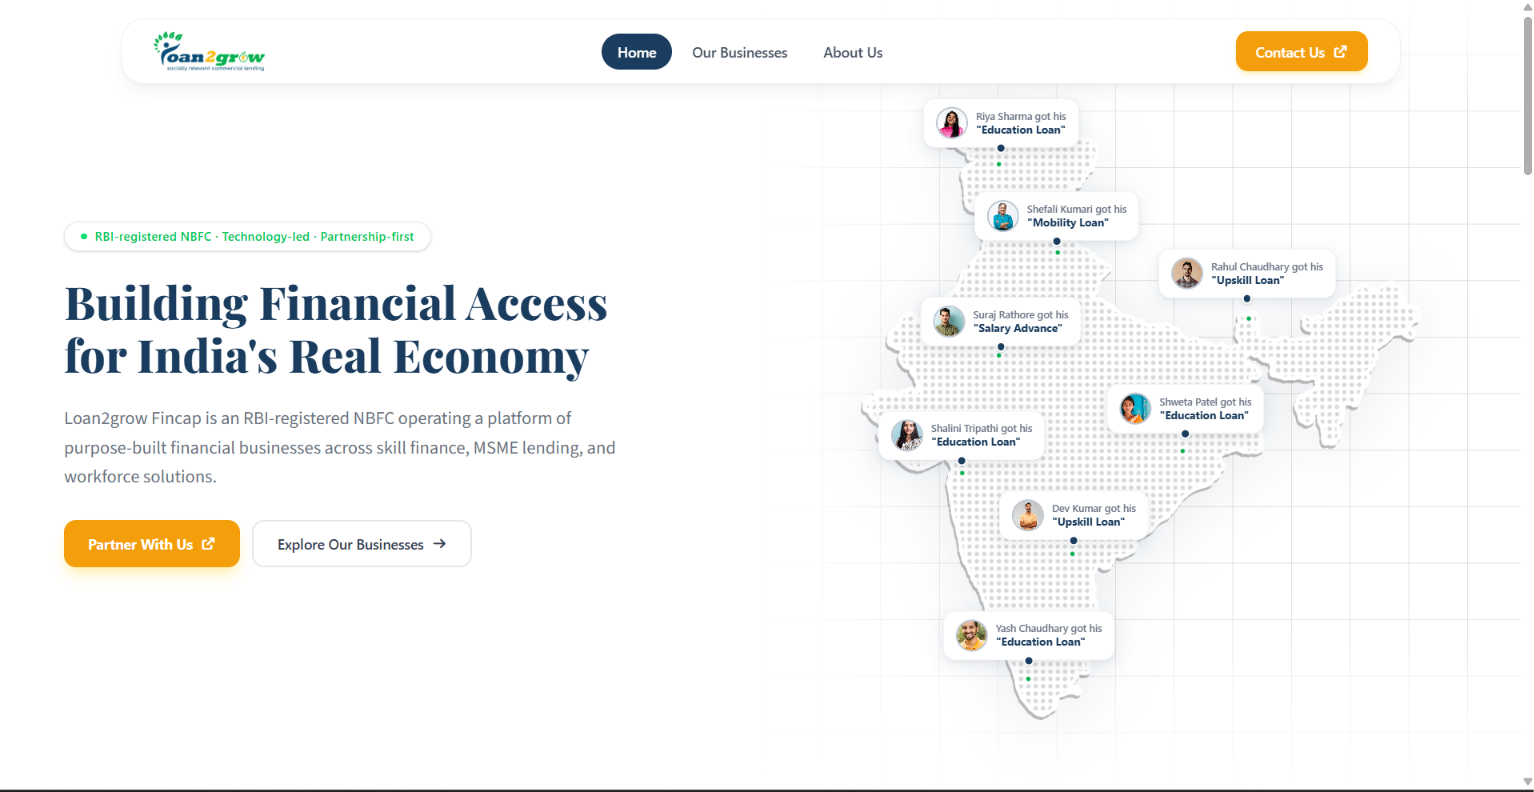 loan2grow
socially relevant commercial lending
Home
Our Businesses
About Us
Contact Us
RBI-registered NBFC · Technology-led · Partnership-first
Building Financial Access
for India's Real Economy
Loan2grow Fincap is an RBI-registered NBFC operating a platform of
purpose-built financial businesses across skill finance, MSME lending, and
workforce solutions.
Partner With Us
Explore Our Businesses
Riya Sharma got his
"Education Loan"
Shefali Kumari got his
"Mobility Loan"
Rahul Chaudhary got his
"Upskill Loan"
Suraj Rathore got his
"Salary Advance"
Shweta Patel got his
"Education Loan"
Shalini Tripathi got his
"Education Loan"
Dev Kumar got his
"Upskill Loan"
Yash Chaudhary got his
"Education Loan"